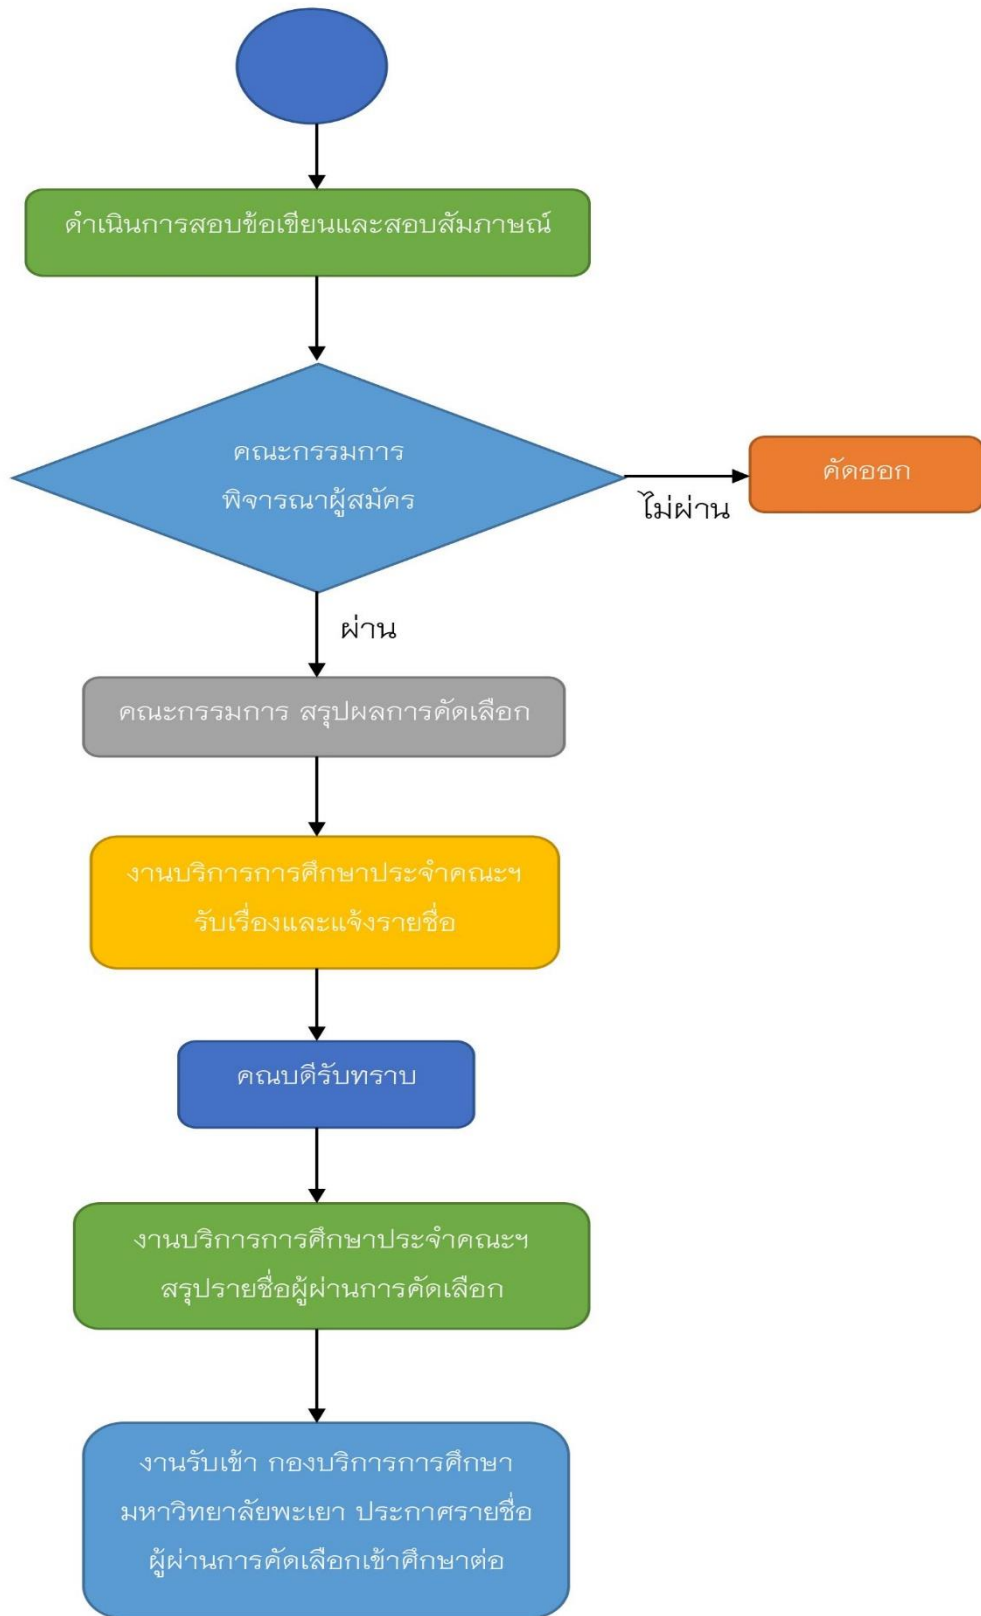 ดำเนินการสอบข้อเขียนและสอบสัมภาษณ์
คณะกรรมการ
พิจารณาผู้สมัคร
คัดออก
ไม่ผ่าน
ผ่าน
คณะกรรมการ สรุปผลการคัดเลือก
งานบริการการศึกษาประจำคณะฯ
รับเรื่องและแจ้งรายชื่อ
คณบดีรับทราบ
งานบริการการศึกษาประจำคณะฯ
สรุปรายชื่อผู้ผ่านการคัดเลือก
งานรับเข้า กองบริการการศึกษา
มหาวิทยาลัยพะเยา ประกาศรายชื่อ
ผู้ผ่านการคัดเลือกเข้าศึกษาต่อ